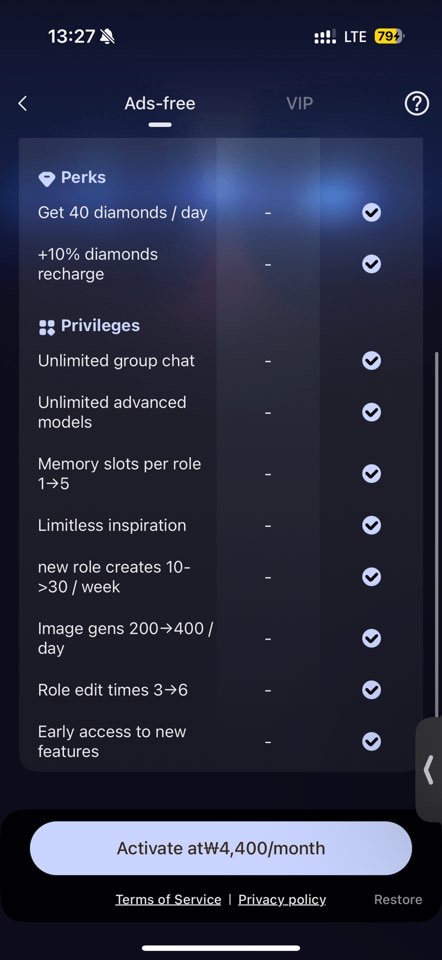 13:27
LTE 79
Ads-free VIP
Perks
Get 40 diamonds / day -
+10% diamonds
recharge -
Privileges
Unlimited group chat -
Unlimited advanced
models -
Memory slots per role
1→5 -
Limitless inspiration -
new role creates 10-
>30 / week -
Image gens 200→400 /
day -
Role edit times 3→6 -
Early access to new
features -
Activate at₩4,400/month
Terms of Service | Privacy policy Restore